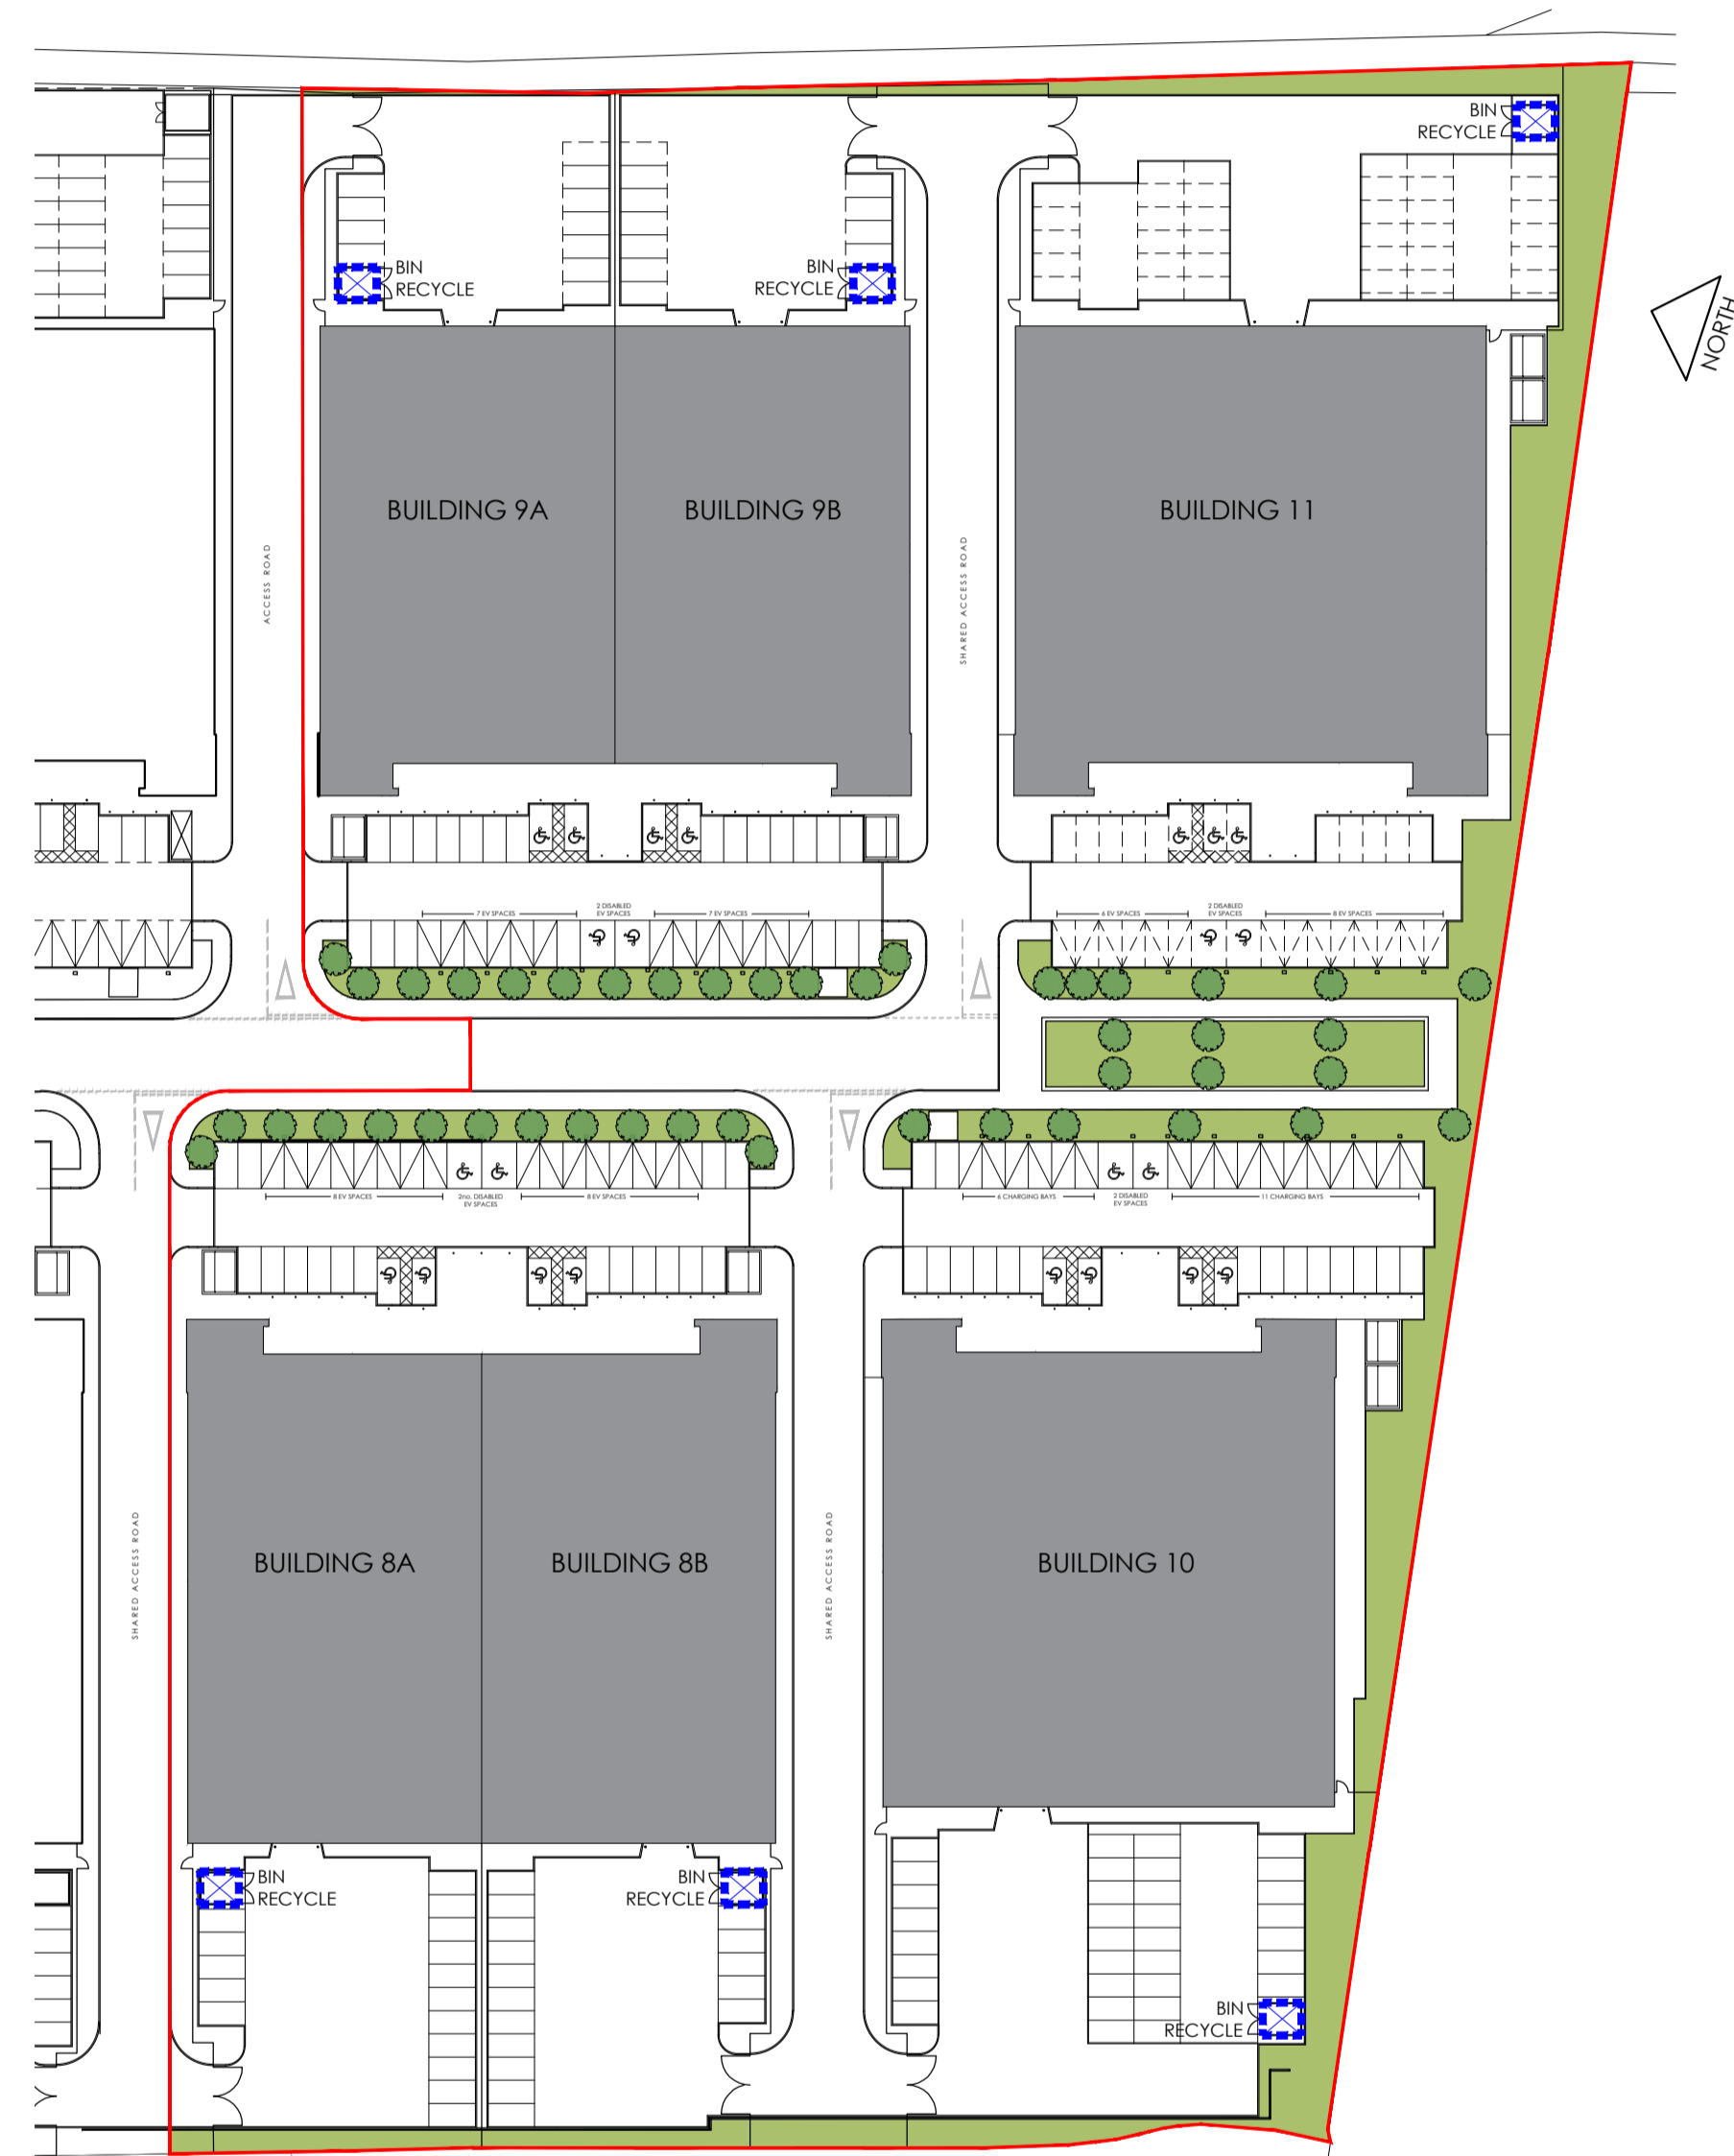 BIN
RECYCLE
BIN
RECYCLE
BIN
RECYCLE
NORTH
BUILDING 9A
BUILDING 9B
BUILDING 11
ACCESS ROAD
SHARED ACCESS ROAD
7 EV SPACES
2 DISABLED
EV SPACES
7 EV SPACES
6 EV SPACES
2 DISABLED
EV SPACES
8 EV SPACES
8 EV SPACES
2no. DISABLED
EV SPACES
8 EV SPACES
6 CHARGING BAYS
2 DISABLED
EV SPACES
11 CHARGING BAYS
SHARED ACCESS ROAD
BUILDING 8A
BUILDING 8B
SHARED ACCESS ROAD
BUILDING 10
BIN
RECYCLE
BIN
RECYCLE
BIN
RECYCLE